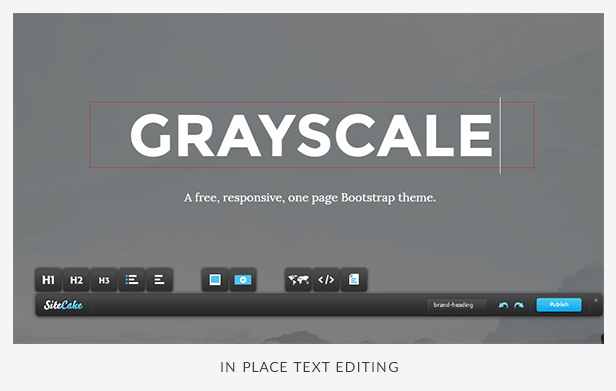 GRAYSCALE
A free, responsive, one page Bootstrap theme.
H1 H2 H3 </>
SiteCake brand-heading Publish ×
IN PLACE TEXT EDITING